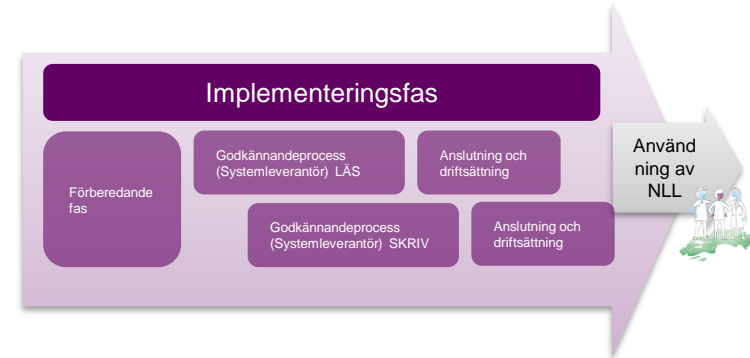 Implementeringsfas
Förberedande
fas
Godkännandeprocess
(Systemleverantör) LÄS
Anslutning och
driftsättning
Godkännandeprocess
(Systemleverantör) SKRIV
Anslutning och
driftsättning
Använd
ning av
NLL